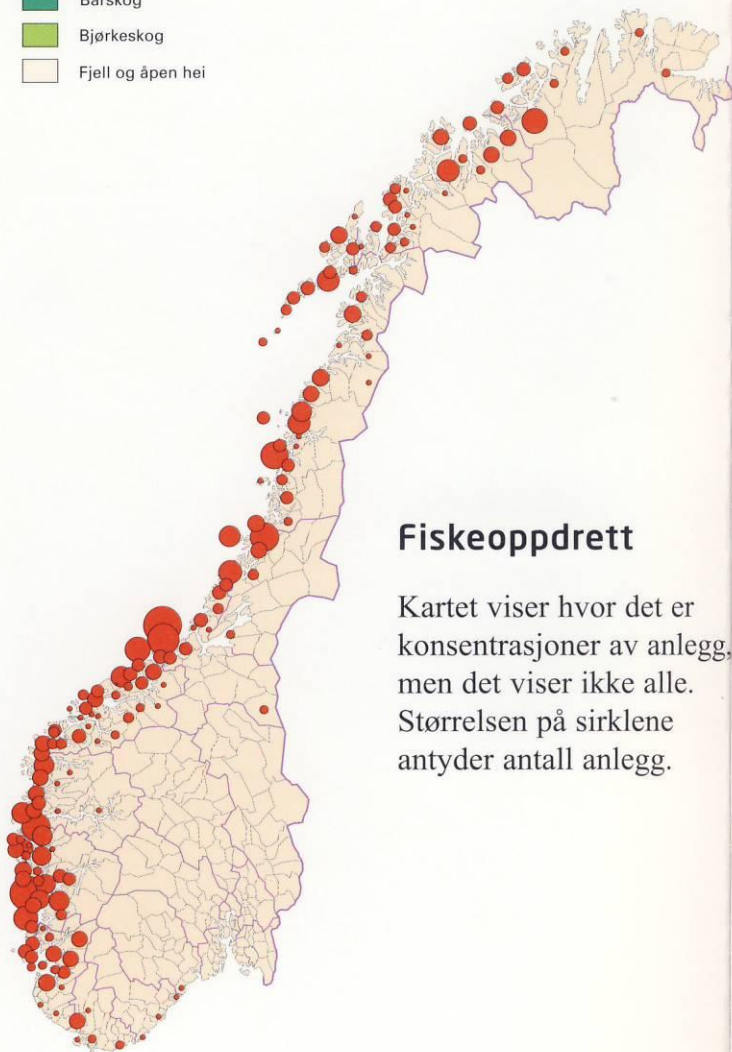 Barskog
Bjørkeskog
Fjell og åpen hei
Fiskeoppdrett
Kartet viser hvor det er
konsentrasjoner av anlegg,
men det viser ikke alle.
Størrelsen på sirklene
antyder antall anlegg.